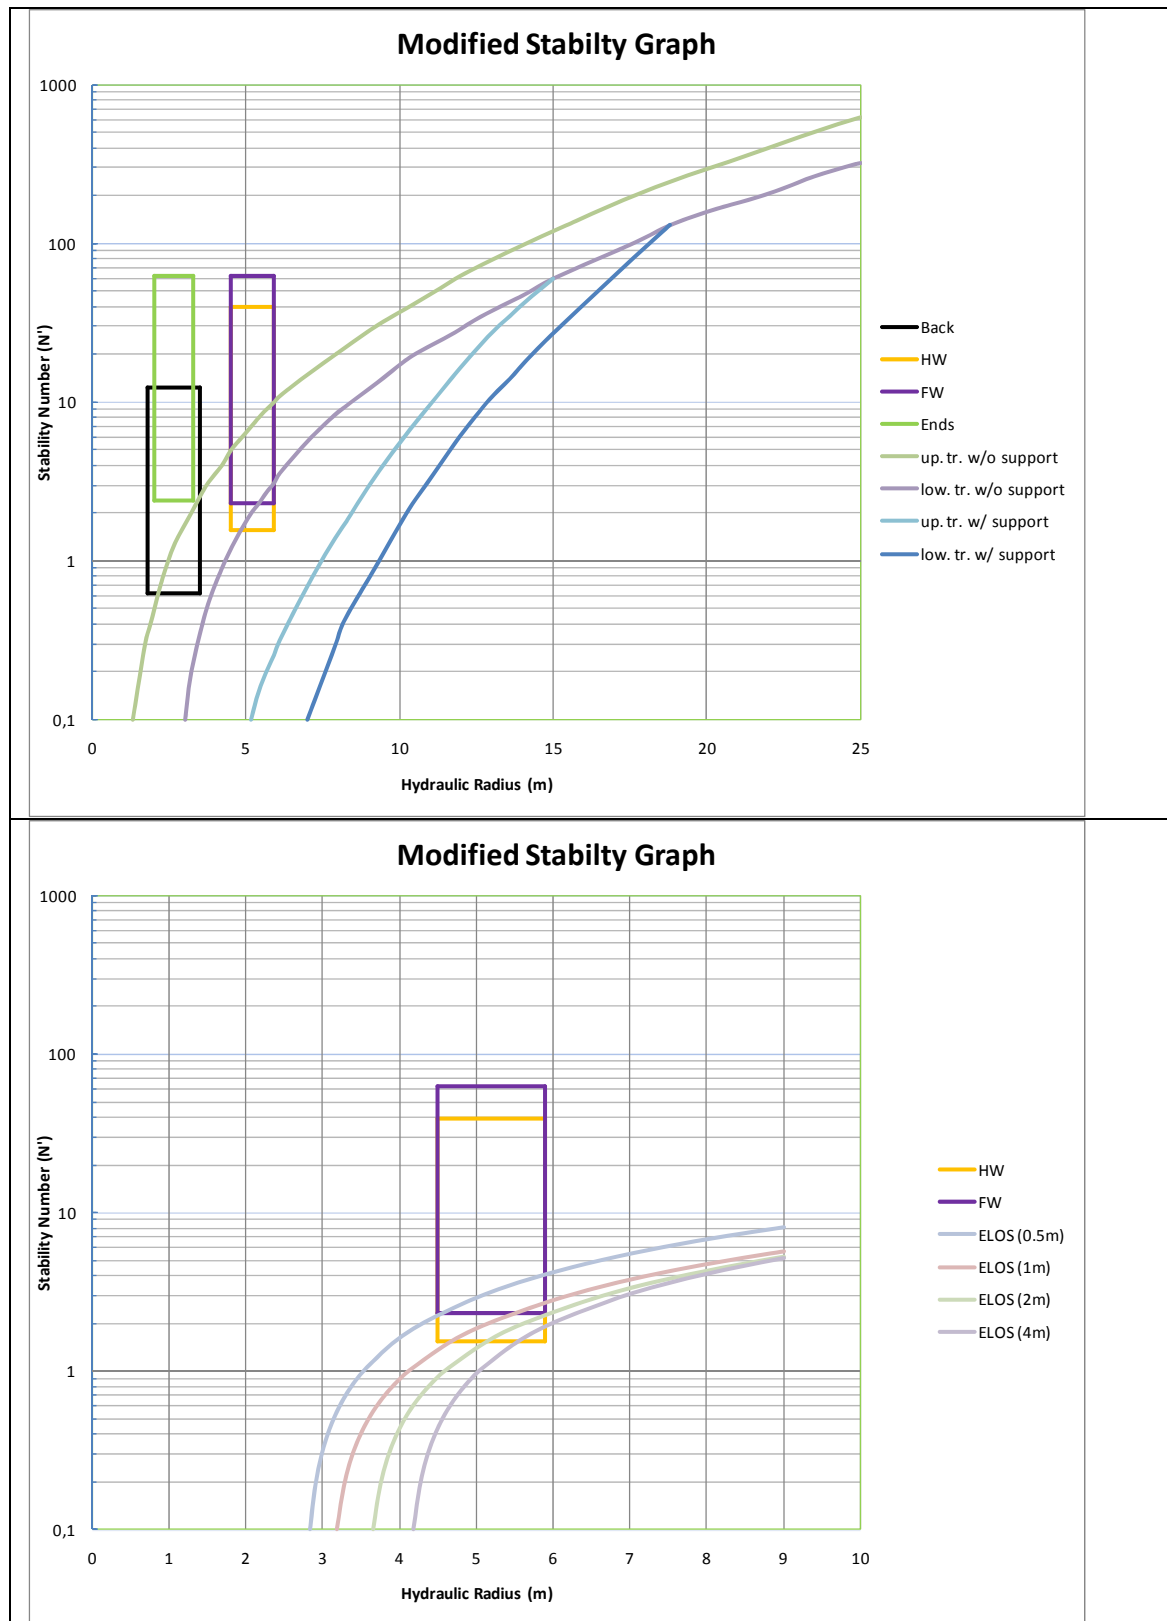 Modified Stabilty Graph
1000
100
10
1
0,1
Stability Number (N')
0 5 10 15 20 25
Hydraulic Radius (m)
Back
HW
FW
Ends
up. tr. w/o support
low. tr. w/o support
up. tr. w/ support
low. tr. w/ support
Modified Stabilty Graph
1000
100
10
1
0,1
Stability Number (N')
0 1 2 3 4 5 6 7 8 9 10
Hydraulic Radius (m)
HW
FW
ELOS (0.5m)
ELOS (1m)
ELOS (2m)
ELOS (4m)